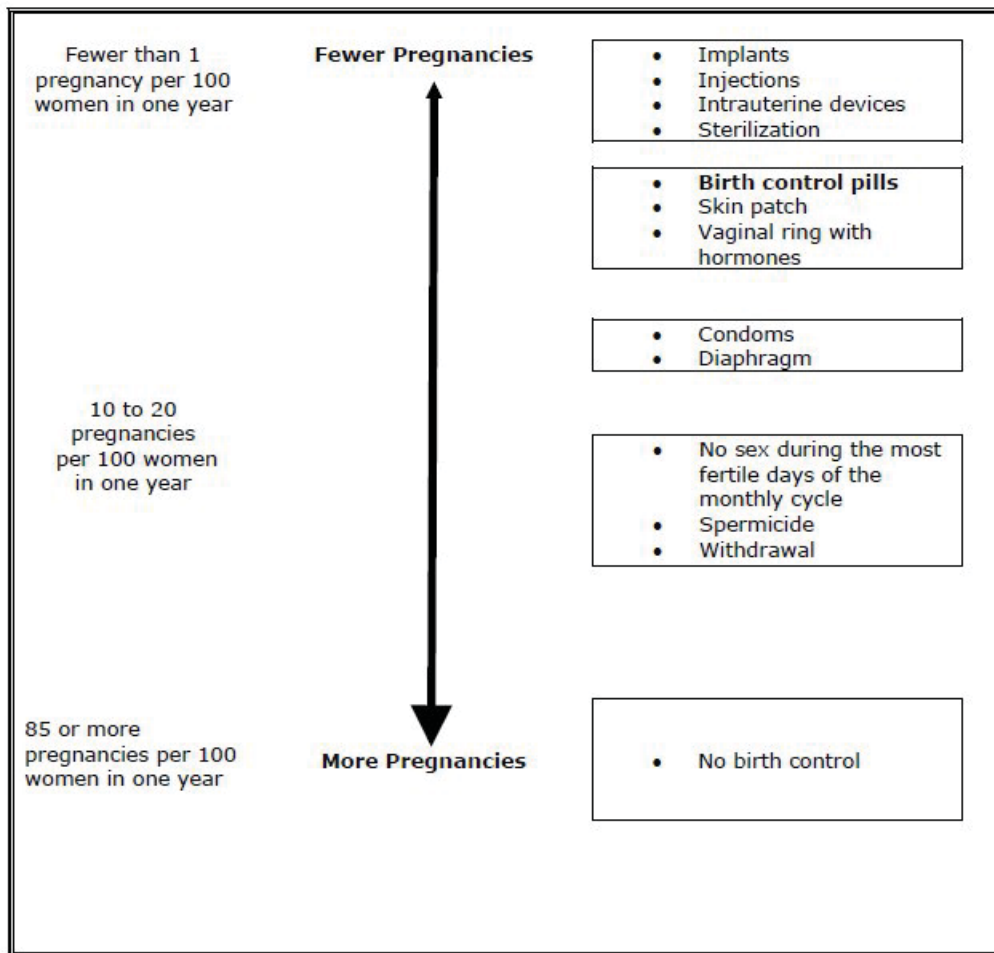 Fewer than 1
pregnancy per 100
women in one year
Fewer Pregnancies
• Implants
• Injections
• Intrauterine devices
• Sterilization
• Birth control pills
• Skin patch
• Vaginal ring with
hormones
• Condoms
• Diaphragm
10 to 20
pregnancies
per 100 women
in one year
• No sex during the most
fertile days of the
monthly cycle
• Spermicide
• Withdrawal
85 or more
pregnancies per 100
women in one year
More Pregnancies
• No birth control